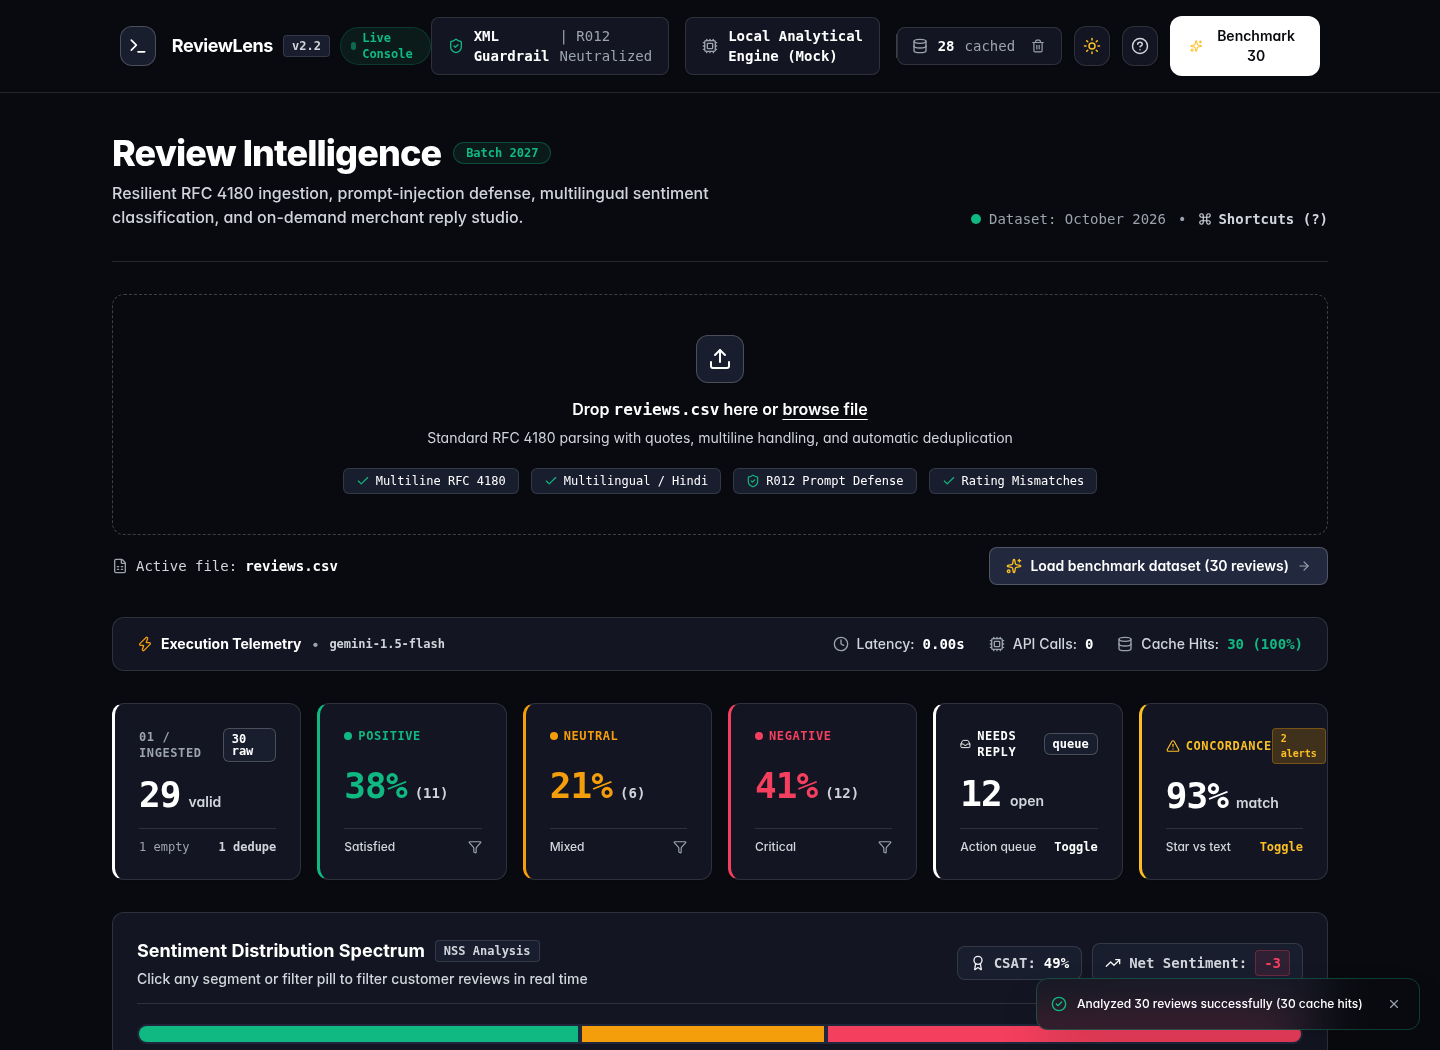 ReviewLens v2.2 Live Console
XML Guardrail | R012 Neutralized
Local Analytical Engine (Mock)
28 cached
Benchmark 30
Review Intelligence Batch 2027
Resilient RFC 4180 ingestion, prompt-injection defense, multilingual sentiment
classification, and on-demand merchant reply studio.
Dataset: October 2026 • ⌘ Shortcuts (?)
Drop reviews.csv here or browse file
Standard RFC 4180 parsing with quotes, multiline handling, and automatic deduplication
Multiline RFC 4180 Multilingual / Hindi R012 Prompt Defense Rating Mismatches
Active file: reviews.csv
Load benchmark dataset (30 reviews) →
Execution Telemetry • gemini-1.5-flash
Latency: 0.00s API Calls: 0 Cache Hits: 30 (100%)
01 / INGESTED 30 raw
29 valid
1 empty 1 dedupe
POSITIVE
38% (11)
Satisfied
NEUTRAL
21% (6)
Mixed
NEGATIVE
41% (12)
Critical
NEEDS REPLY queue
12 open
Action queue Toggle
CONCORDANCE 2 alerts
93% match
Star vs text Toggle
Sentiment Distribution Spectrum NSS Analysis
Click any segment or filter pill to filter customer reviews in real time
CSAT: 49% Net Sentiment: -3
Analyzed 30 reviews successfully (30 cache hits)